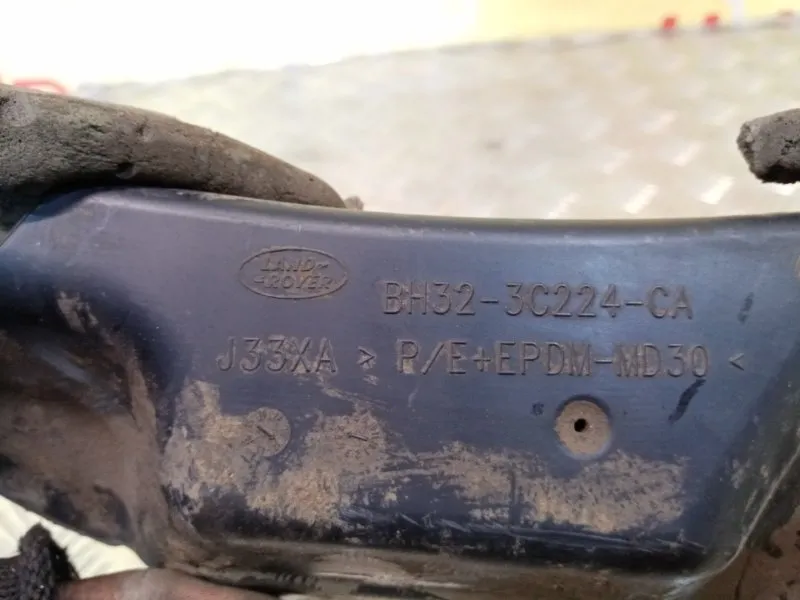 LAND-
-ROVER
BH32-3C224-CA
J33XA > P/E+EPDM-MD30 <